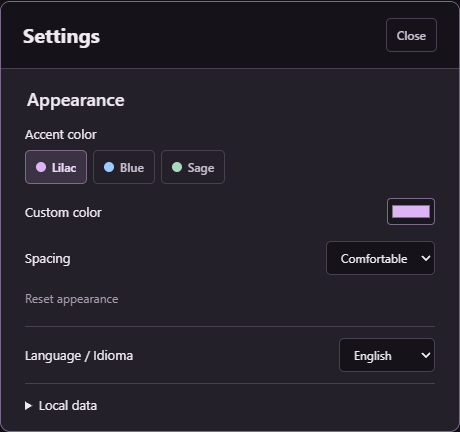 Settings
Close
Appearance
Accent color
Lilac Blue Sage
Custom color
Spacing Comfortable
Reset appearance
Language / Idioma English
Local data